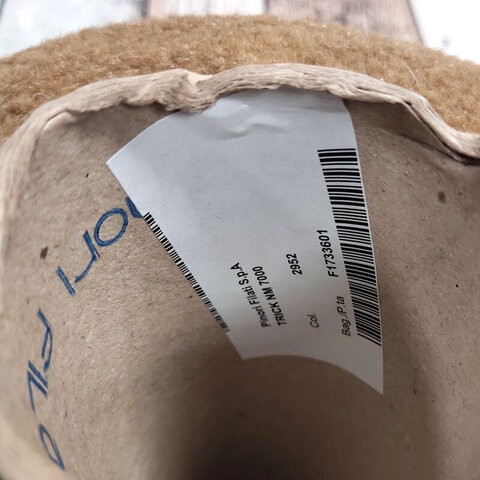 Pinori Filati S.p.A
TRICK NM 7000
Col. 2952
Bag./P.ta F1733601